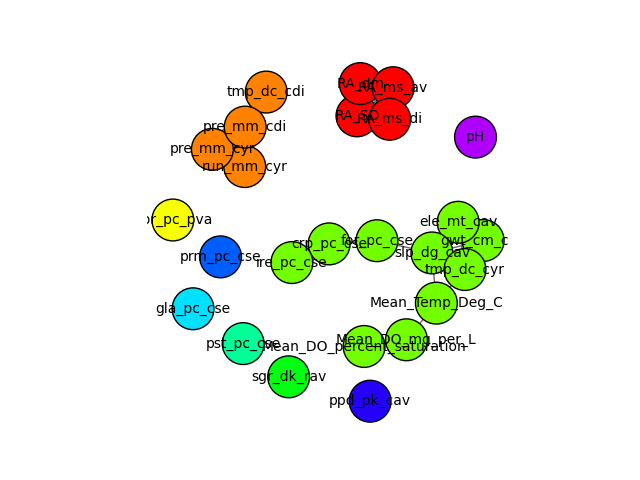 tmp_dc_cdi
RA_dm
RA_ms_av
RA_SO
RA_ms_di
pre_mm_cdi
pH
pre_mm_cyr
run_mm_cyr
or_pc_pva
ele_mt_cav
gwt_cm_c
for_pc_cse
crp_pc_cse
slp_dg_cav
prm_pc_cse
ire_pc_cse
tmp_dc_cyr
Mean_Temp_Deg_C
gla_pc_cse
pst_pc_cse
Mean_DO_mg_per_L
Mean_DO_percent_saturation
sgr_dk_rav
ppd_pk_cav